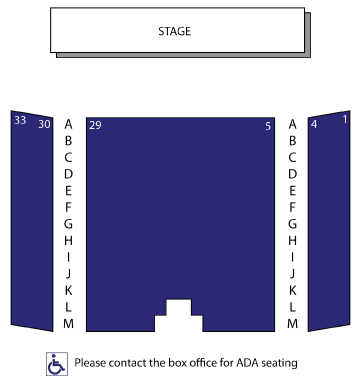 STAGE
33 30 A 29 5 A 4 1
B B
C C
D D
E E
F F
G G
H H
I I
J J
K K
L L
M M
Please contact the box office for ADA seating